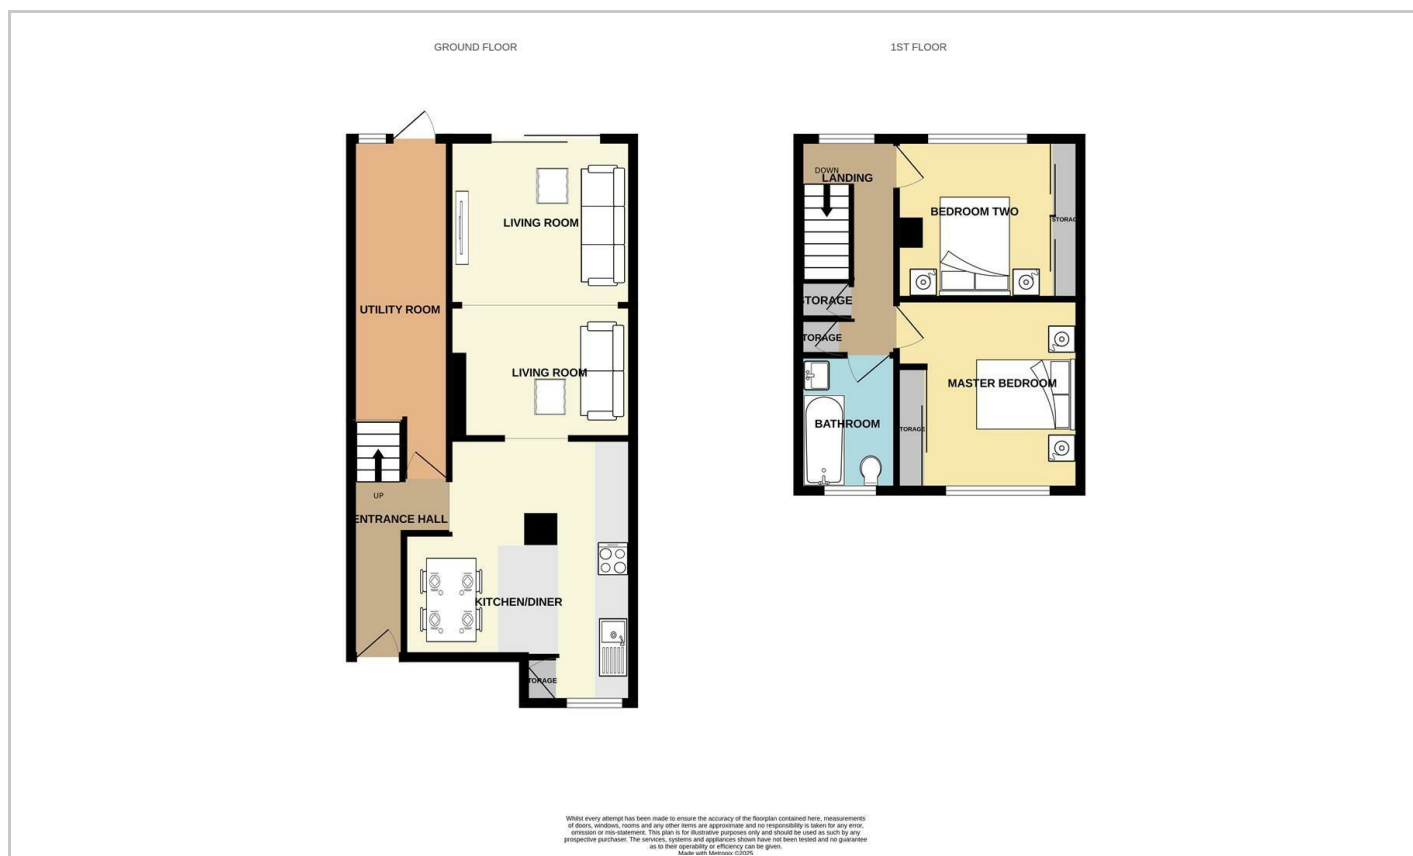 GROUND FLOOR
1ST FLOOR
LIVING ROOM
UTILITY ROOM
LIVING ROOM
UP
ENTRANCE HALL
KITCHEN/DINER
TORAGE
DOWN
LANDING
BEDROOM TWO
STORAG
STORAGE
TORAGE
MASTER BEDROOM
BATHROOM
TORAGE
Whilst every attempt has been made to ensure the accuracy of the floorplan contained here, measurements
of doors, windows, rooms and any other items are approximate and no responsibility is taken for any error,
omission or mis-statement. This plan is for illustrative purposes only and should be used as such by any
prospective purchaser. The services, systems and appliances shown have not been tested and no guarantee
as to their operability or efficiency can be given.
Made with Metropix ©2025